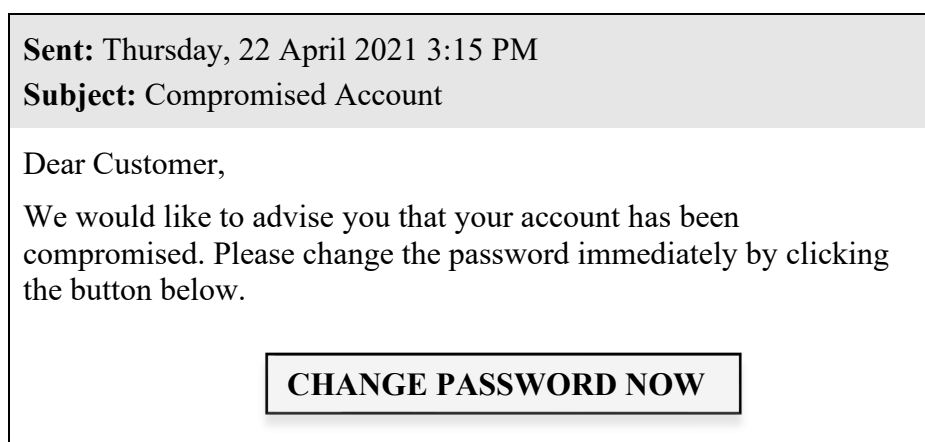 Sent: Thursday, 22 April 2021 3:15 PM
Subject: Compromised Account
Dear Customer,
We would like to advise you that your account has been
compromised. Please change the password immediately by clicking
the button below.
CHANGE PASSWORD NOW